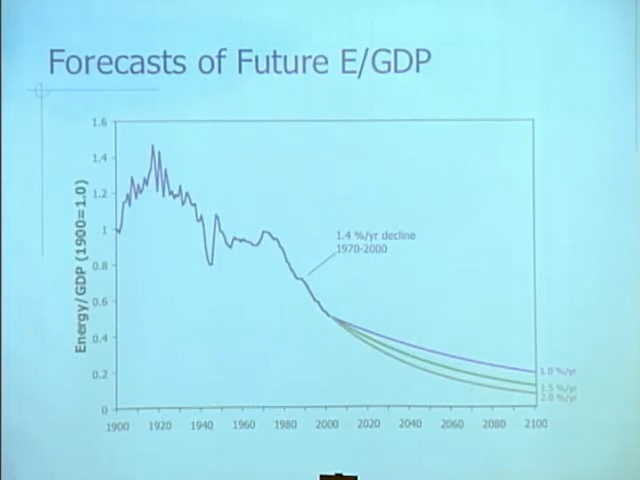 Forecasts of Future E/GDP
1.6
1.4
1.2
1
0.8
0.6
0.4
0.2
0
Energy/GDP (1900=1.0)
1.4 %/yr decline
1970-2000
1.0 %/yr
1.5 %/yr
2.0 %/yr
1900 1920 1940 1960 1980 2000 2020 2040 2060 2080 2100